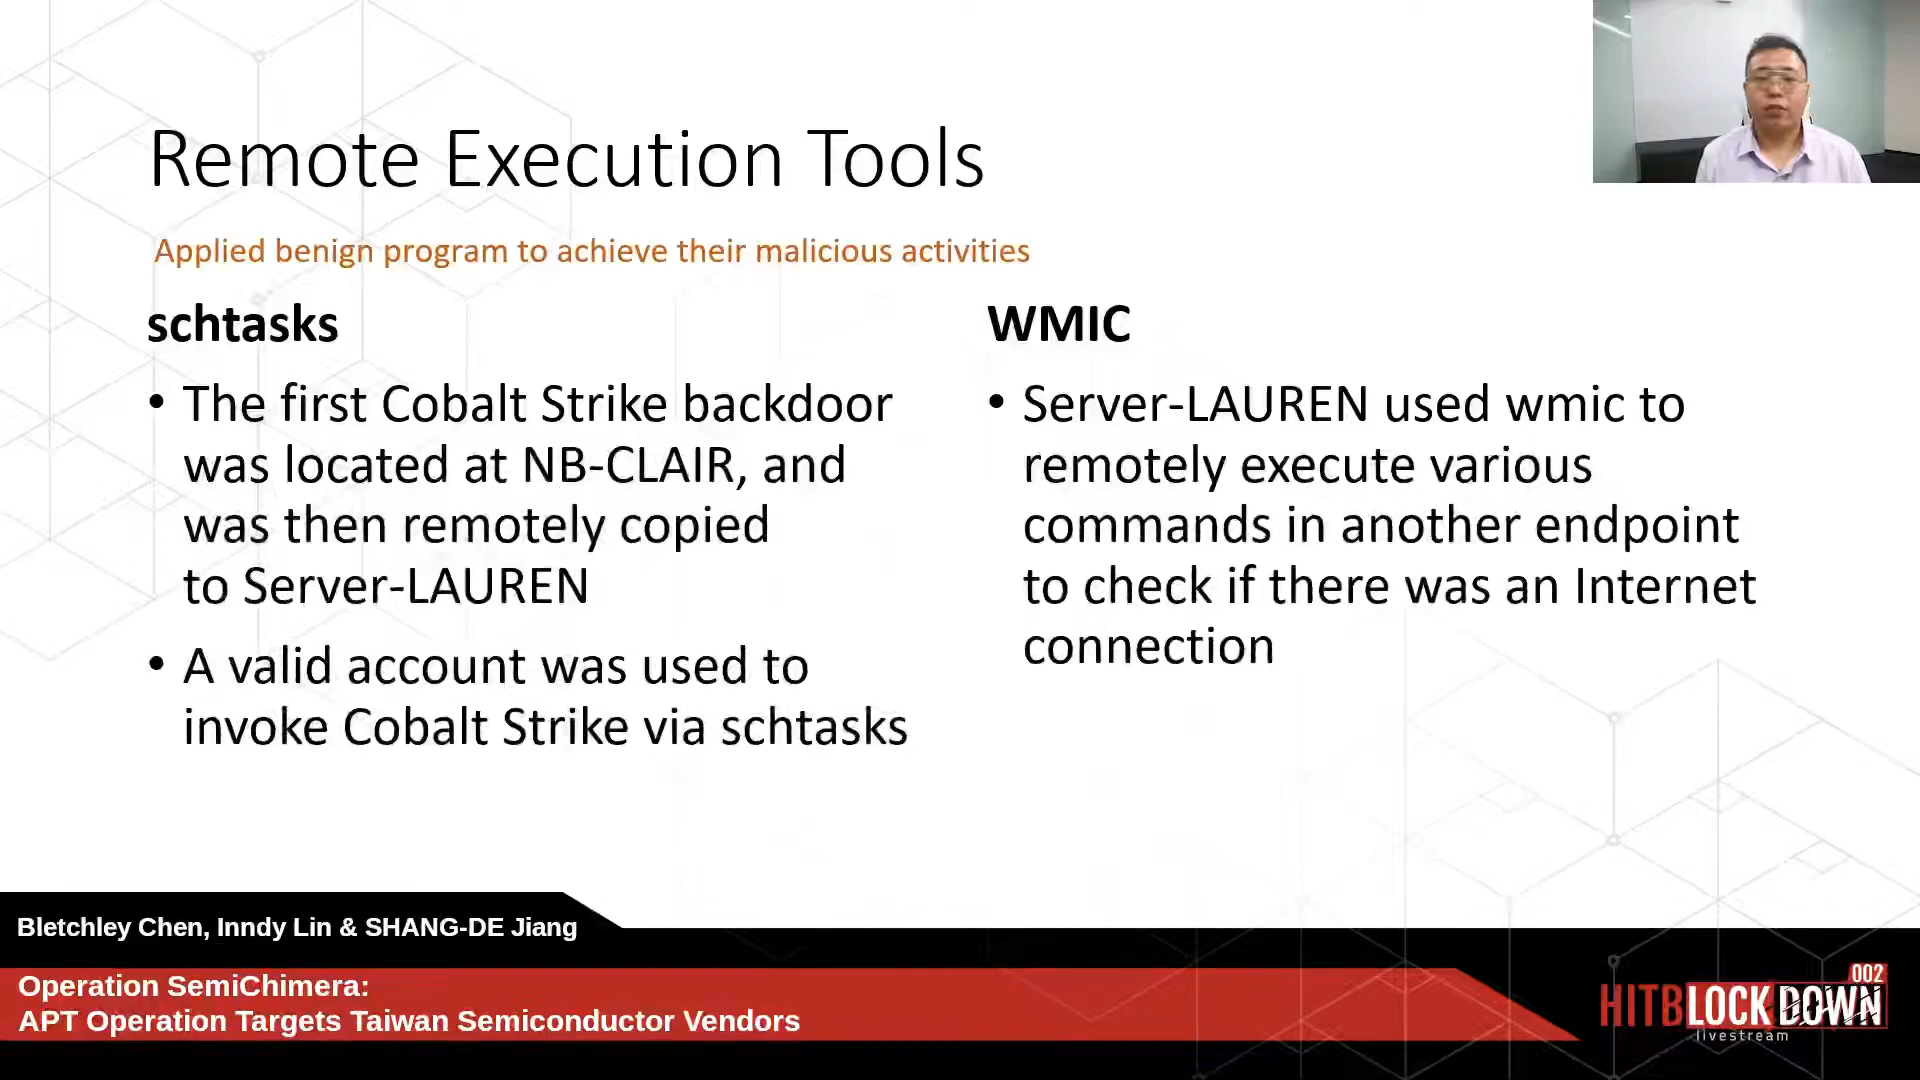 Remote Execution Tools
Applied benign program to achieve their malicious activities
schtasks
• The first Cobalt Strike backdoor
was located at NB-CLAIR, and
was then remotely copied
to Server-LAUREN
• A valid account was used to
invoke Cobalt Strike via schtasks
WMIC
• Server-LAUREN used wmic to
remotely execute various
commands in another endpoint
to check if there was an Internet
connection
Bletchley Chen, Inndy Lin & SHANG-DE Jiang
Operation SemiChimera:
APT Operation Targets Taiwan Semiconductor Vendors
002
HITBLOCKDOWN
livestream